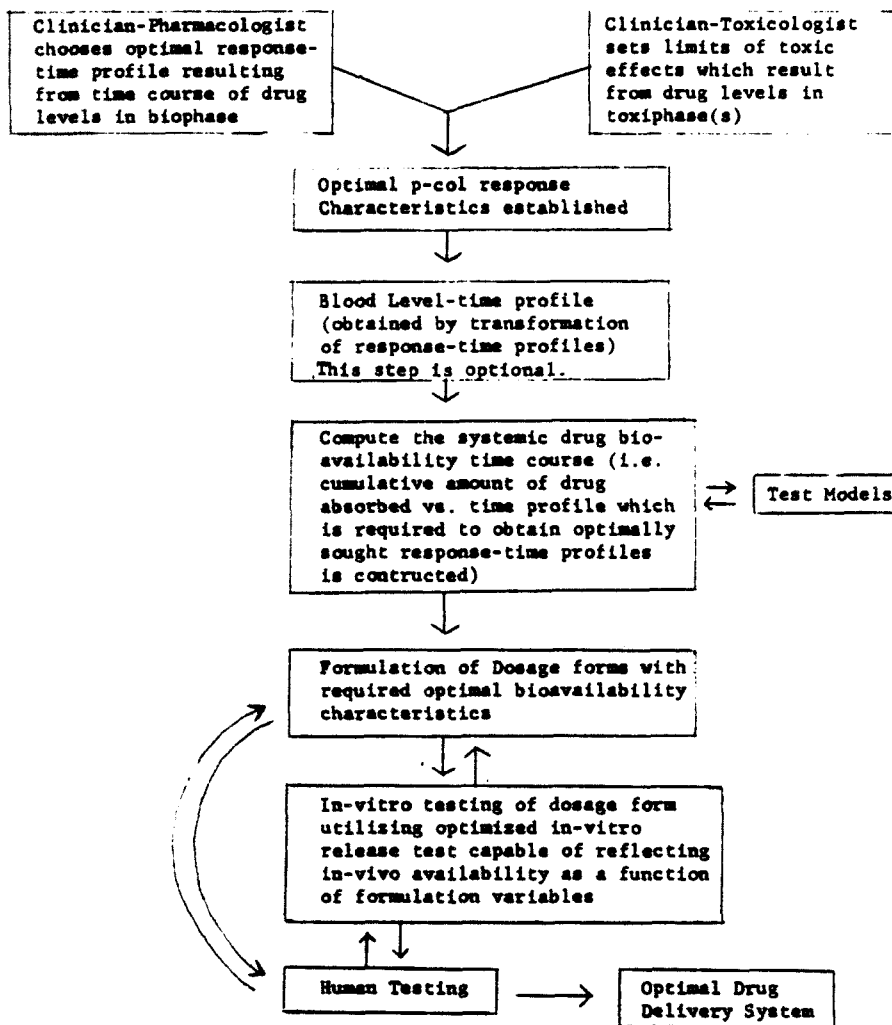 Clinician-Pharmacologist
chooses optimal response-
time profile resulting
from time course of drug
levels in biophase
Clinician-Toxicologist
sets limits of toxic
effects which result
from drug levels in
toxiphase(s)
Optimal p-col response
Characteristics established
Blood Level-time profile
(obtained by transformation
of response-time profiles)
This step is optional.
Compute the systemic drug bio-
availability time course (i.e.
cumulative amount of drug
absorbed vs. time profile which
is required to obtain optimally
sought response-time profiles
is contructed)
Test Models
Formulation of Dosage forms with
required optimal bioavailability
characteristics
In-vitro testing of dosage form
utilizing optimized in-vitro
release test capable of reflecting
in-vivo availability as a function
of formulation variables
Human Testing
Optimal Drug
Delivery System